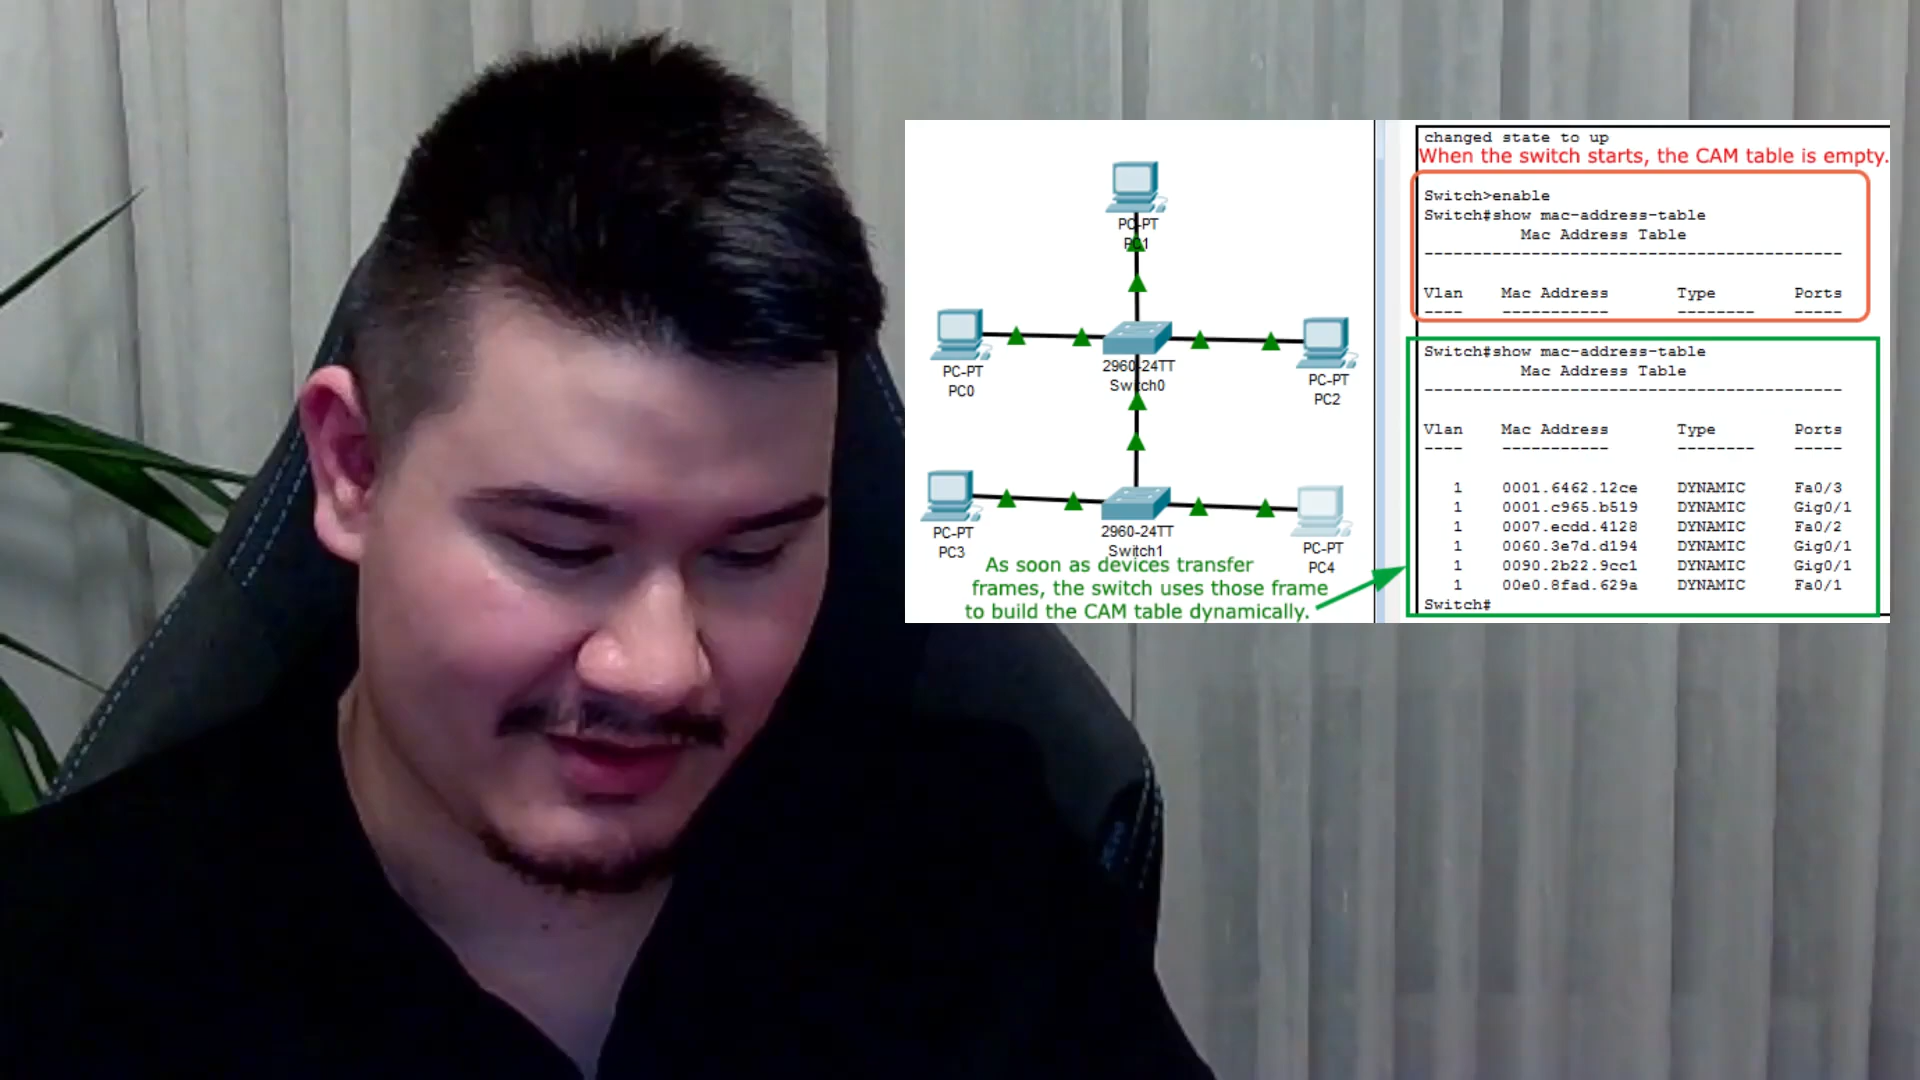 PC-PT
PC1
PC-PT
PC0
2960-24TT
Switch0
PC-PT
PC2
PC-PT
PC3
2960-24TT
Switch1
PC-PT
PC4
As soon as devices transfer
frames, the switch uses those frame
to build the CAM table dynamically.
changed state to up
When the switch starts, the CAM table is empty.
Switch>enable
Switch#show mac-address-table
Mac Address Table
-------------------------------------------
Vlan Mac Address Type Ports
---- ----------- -------- -----
Switch#show mac-address-table
Mac Address Table
-------------------------------------------
Vlan Mac Address Type Ports
---- ----------- -------- -----
1 0001.6462.12ce DYNAMIC Fa0/3
1 0001.c965.b519 DYNAMIC Gig0/1
1 0007.ecdd.4128 DYNAMIC Fa0/2
1 0060.3e7d.d194 DYNAMIC Gig0/1
1 0090.2b22.9cc1 DYNAMIC Gig0/1
1 00e0.8fad.629a DYNAMIC Fa0/1
Switch#